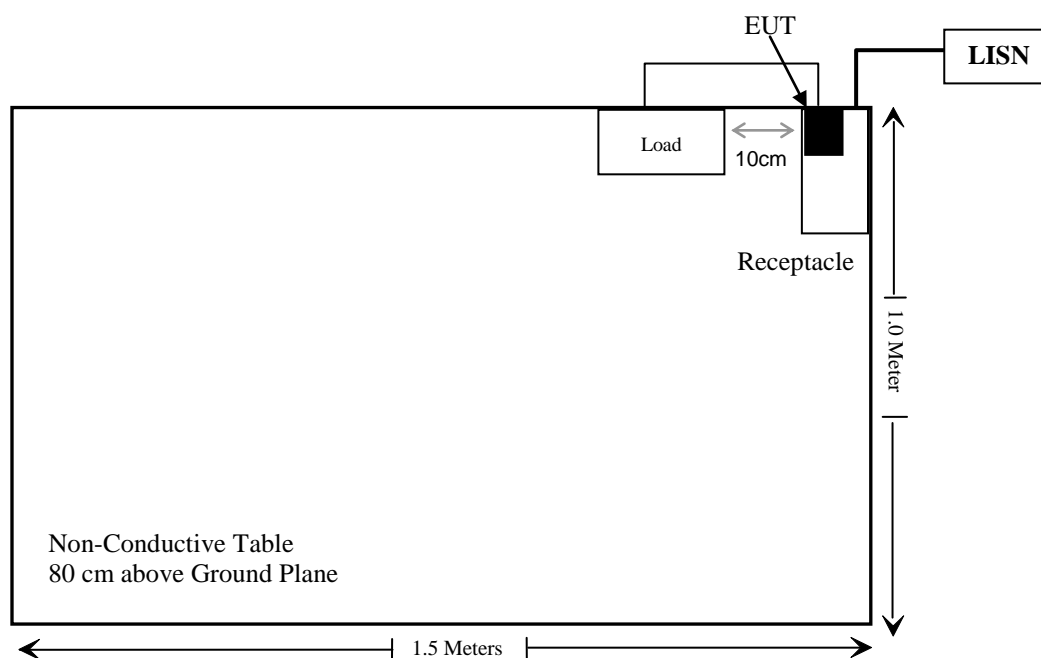 EUT
LISN
Load
10cm
Receptacle
1.0 Meter
Non-Conductive Table
80 cm above Ground Plane
1.5 Meters